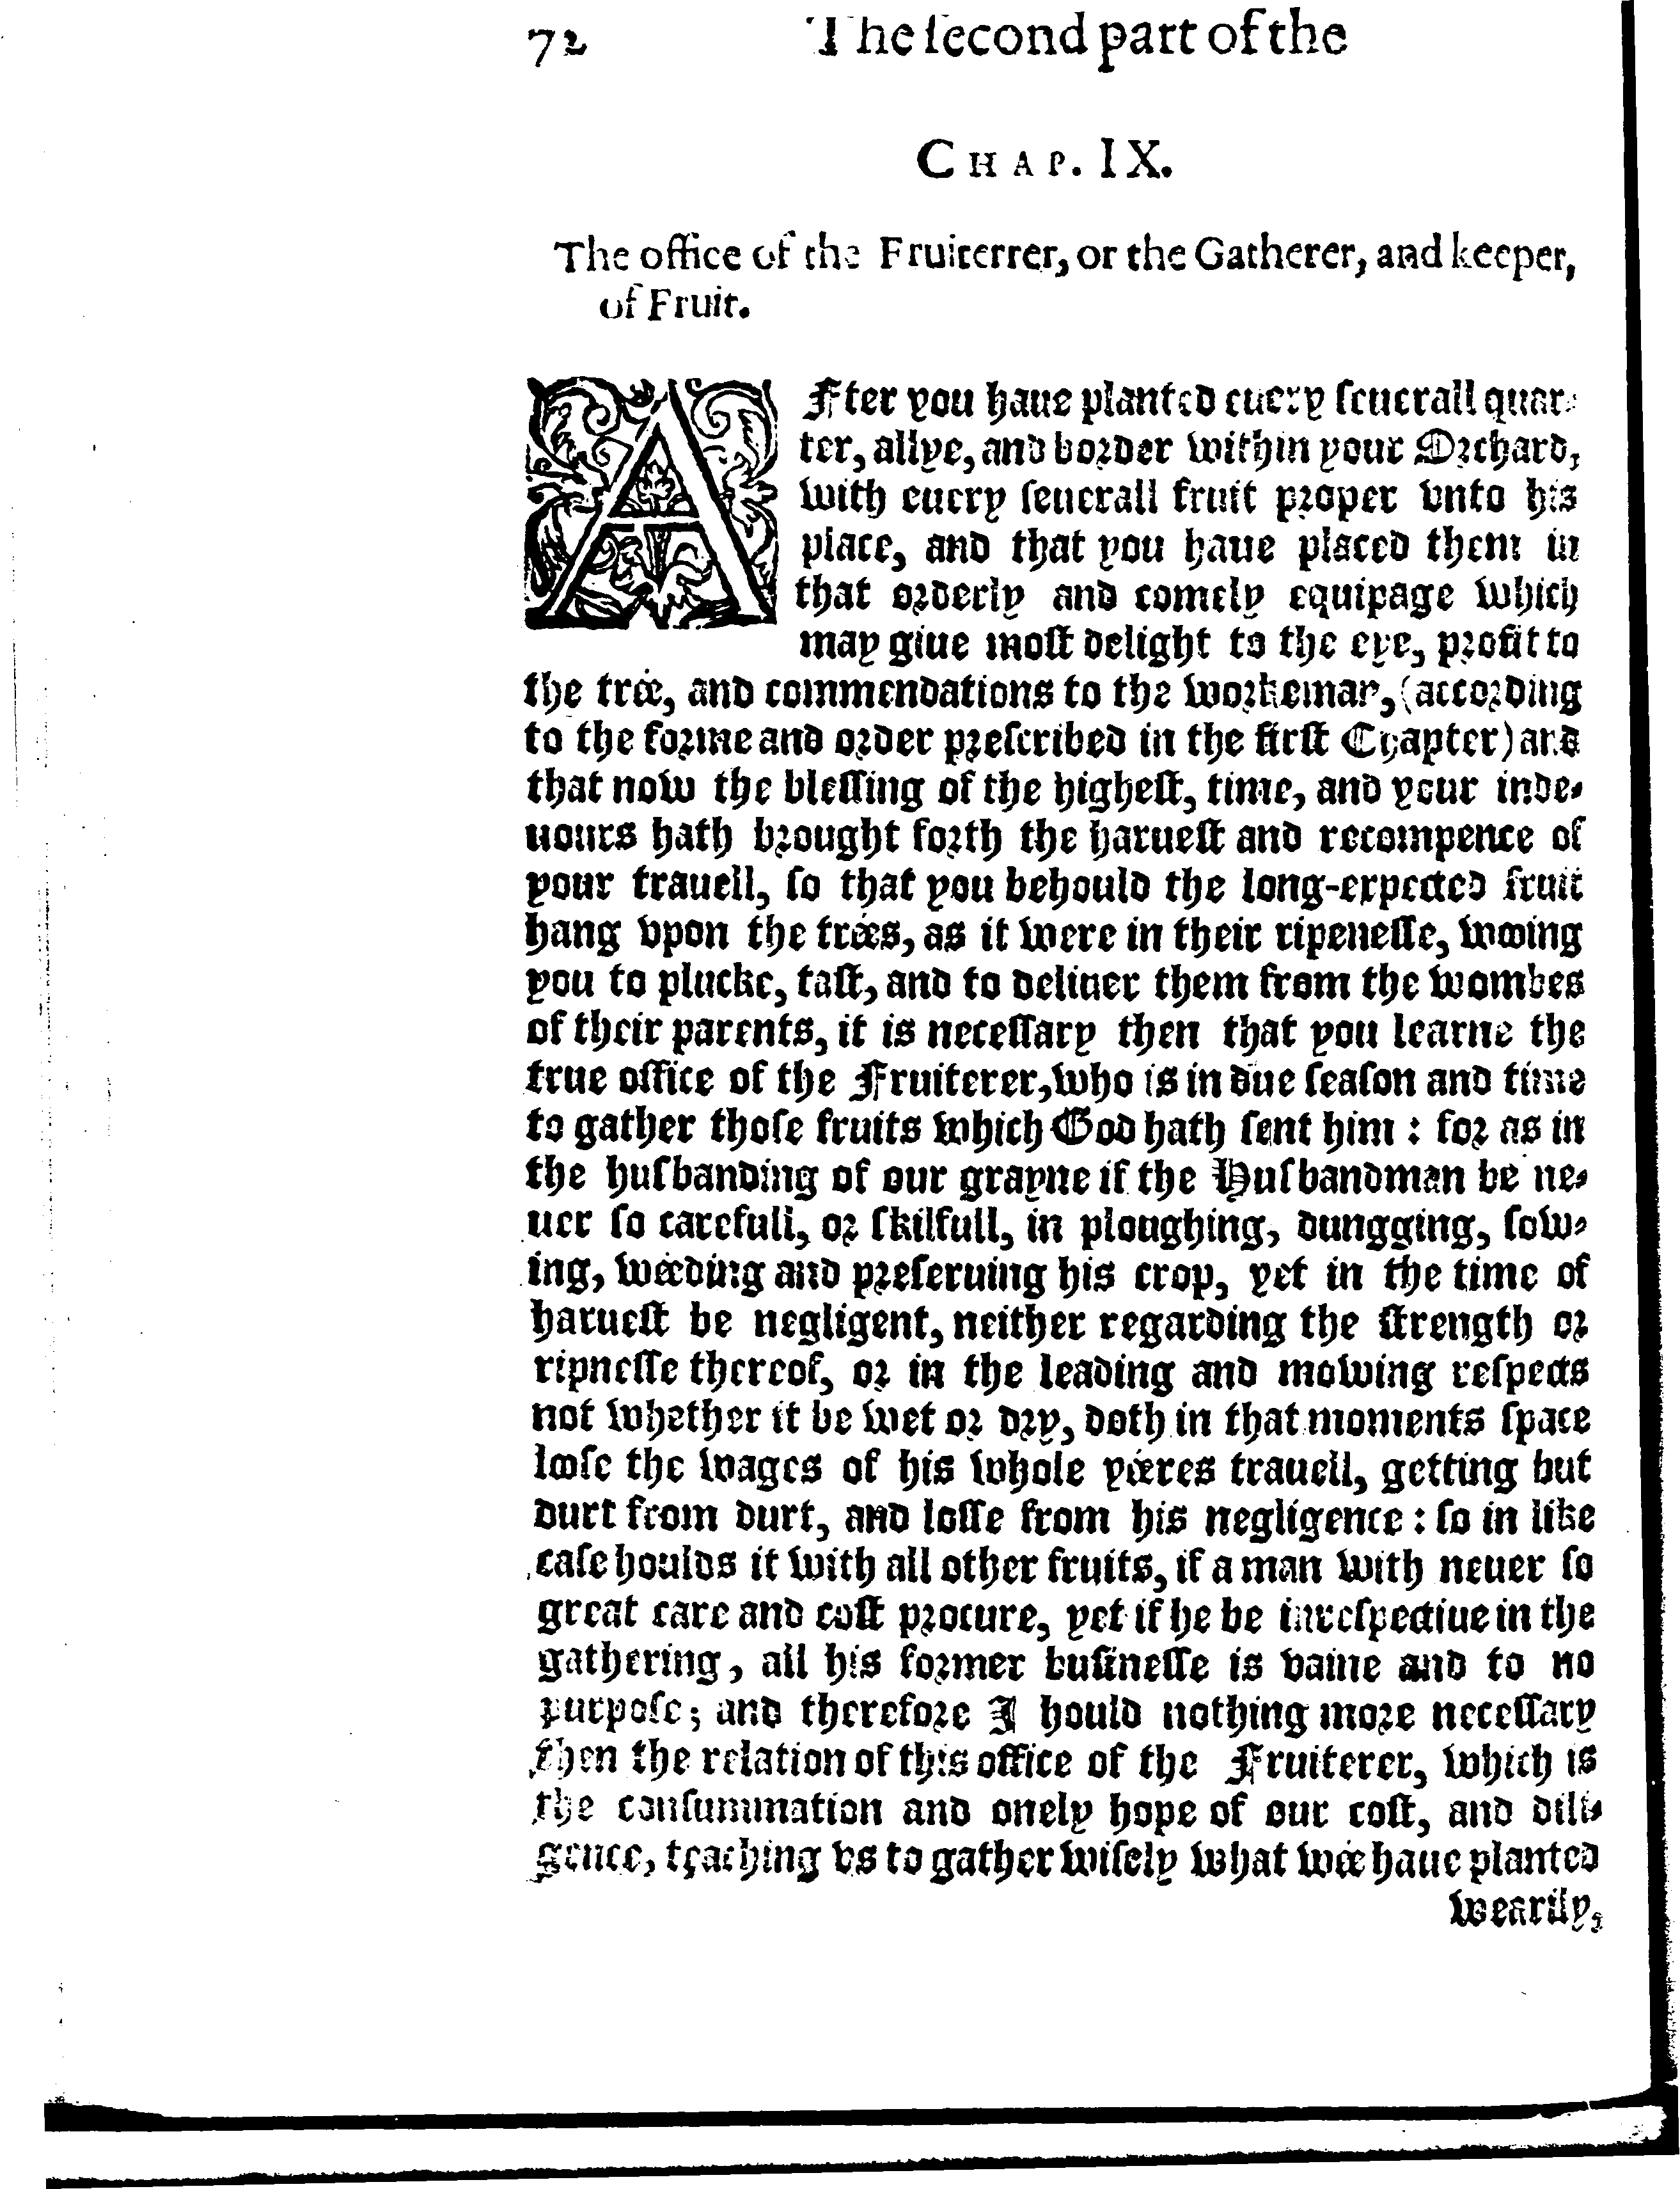 72 The ſecond part of the
CHAP. IX.
The office of the Fruiterrer, or the Gatherer, and keeper,
of Fruit.
AFter you haue planted euery ſeuerall quar-
ter, allye, and border within your Orchard,
with euery ſeuerall fruit proper vnto his
place, and that you haue placed them in
that orderly and comely equipage which
may giue moſt delight to the eye, profit to
the trée, and commendations to the workeman, (according
to the forme and order preſcribed in the firſt Chapter) and
that now the bleſſing of the higheſt, time, and your inde-
uours hath brought forth the harueſt and recompence of
your trauell, ſo that you behould the long-expected fruit
hang vpon the trées, as it were in their ripeneſſe, wooing
you to plucke, taſt, and to deliuer them from the wombes
of their parents, it is neceſſary then that you learne the
true office of the Fruiterer, who is in due ſeaſon and time
to gather thoſe fruits which God hath ſent him : for as in
the huſbanding of our grayne if the Huſbandman be ne-
uer ſo carefull, or ſkilfull, in ploughing, dungging, ſow-
ing, wéeding and preſeruing his crop, yet in the time of
harueſt be negligent, neither regarding the ſtrength or
ripneſſe thereof, or in the leading and mowing reſpects
not whether it be wet or dry, doth in that moments ſpace
looſe the wages of his whole yéeres trauell, getting but
durt from durt, and loſſe from his negligence : ſo in like
caſe houlds it with all other fruits, if a man with neuer ſo
great care and coſt procure, yet if he be inreſpectiue in the
gathering, all his former buſineſſe is vaine and to no
purpoſe; and therefore I hould nothing more neceſſary
then the relation of this office of the Fruiterer, which is
the conſummation and onely hope of our coſt, and dili-
gence, teaching vs to gather wiſely what wée haue planted
wearily,